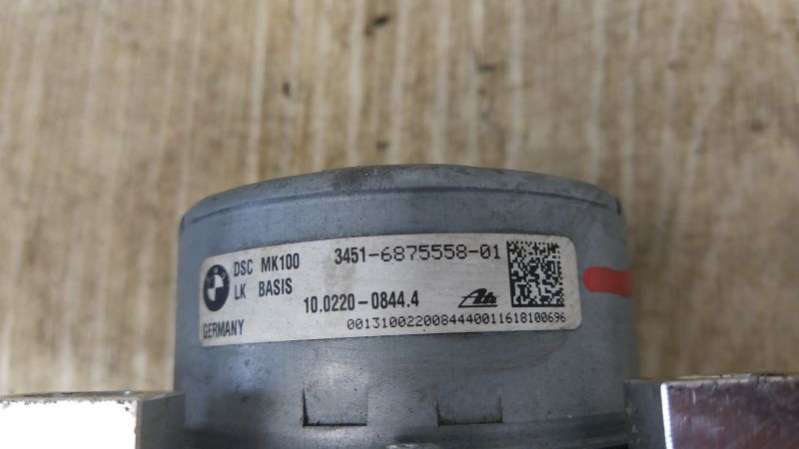 DSC MK100 3451-6875558-01
LK BASIS
10.0220-0844.4 Ate
GERMANY 0013100220084440011618100696